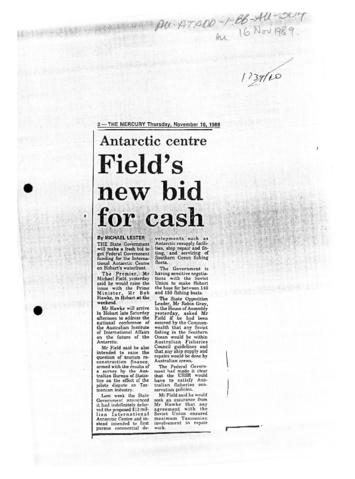 AU-ATADD-1-BB-AU-
16 Nov 1989.
2 — THE MERCURY Thursday, November 16, 1989
Antarctic centre
Field's
new bid
for cash
By MICHAEL LESTER
THE State Government
will make a fresh bid to
get Federal Government
funding for the Interna-
tional Antarctic Centre
on Hobart's waterfront.
The Premier, Mr
Michael Field, yesterday
said he would raise the
issue with the Prime
Minister, Mr Bob
Hawke, in Hobart at the
weekend.
Mr Hawke will arrive
in Hobart late Saturday
afternoon to address the
national conference of
the Australian Institute
of International Affairs
on the future of the
Antarctic.
Mr Field said he also
intended to raise the
question of tourism re-
construction finance,
armed with the results of
a survey by the Aus-
tralian Bureau of Statis-
tics on the effect of the
pilots dispute on Tas-
manian industry.
Last week the State
Government announced
it had indefinitely defer-
red the proposed $12 mil-
lion International
Antarctic Centre and in-
stead intended to first
pursue commercial de-
velopments such as
Antarctic resupply facili-
ties, ship repair and fit-
ting, and servicing of
Southern Ocean fishing
fleets.
The Government is
having sensitive negotia-
tions with the Soviet
Union to make Hobart
the base for between 140
and 150 fishing boats.
The State Opposition
Leader, Mr Robin Gray,
in the House of Assembly
yesterday, asked Mr
Field if he had been
assured by the Common-
wealth that any Soviet
fishing in the Southern
Ocean would be within
Australian Fisheries
Council guidelines and
that any ship supply and
repairs would be done by
Australian crews.
The Federal Govern-
ment had made it clear
that the USSR would
have to satisfy Aus-
tralian fisheries con-
servation policies.
Mr Field said he would
seek an assurance from
Mr Hawke that any
agreement with the
Soviet Union ensured
maximum Tasmanian
involvement in repair
work.